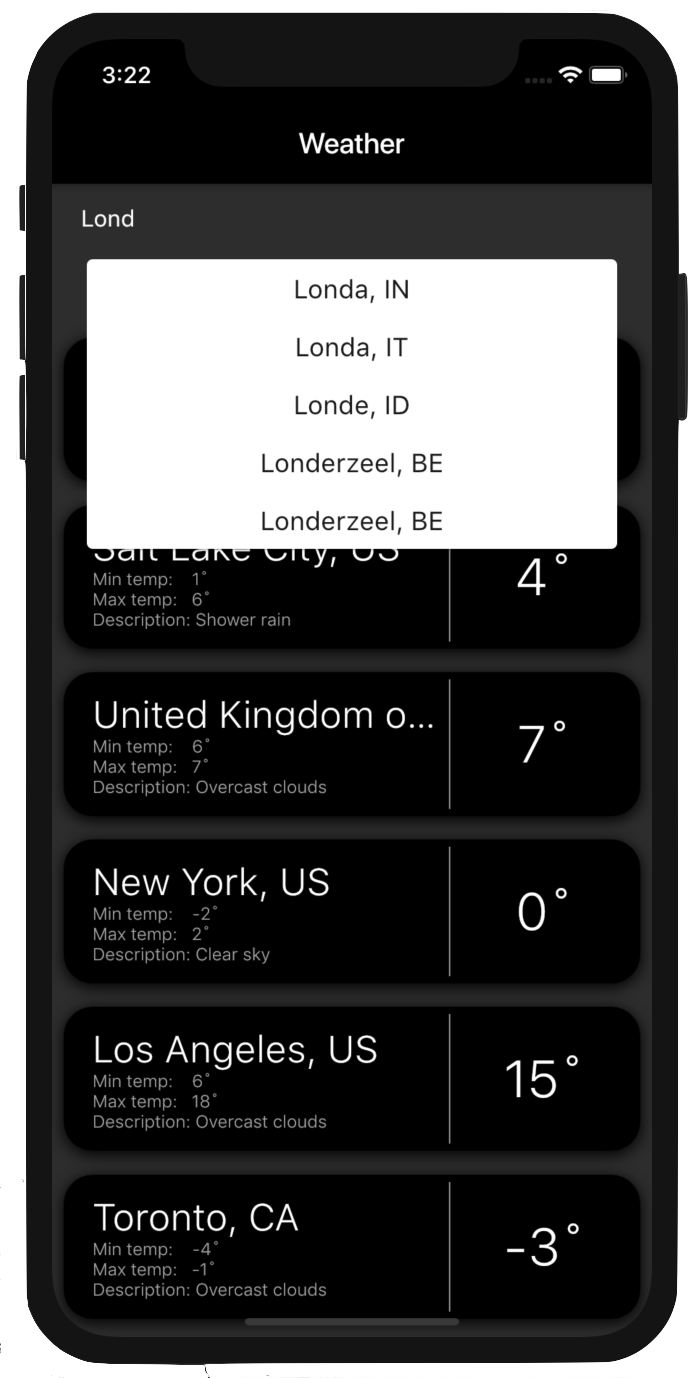 3:22
Weather
Lond
Londa, IN
Londa, IT
Londe, ID
Londerzeel, BE
Londerzeel, BE
Salt Lake City, US
Min temp: 1°
Max temp: 6°
Description: Shower rain
4°
United Kingdom o...
Min temp: 6°
Max temp: 7°
Description: Overcast clouds
7°
New York, US
Min temp: -2°
Max temp: 2°
Description: Clear sky
0°
Los Angeles, US
Min temp: 6°
Max temp: 18°
Description: Overcast clouds
15°
Toronto, CA
Min temp: -4°
Max temp: -1°
Description: Overcast clouds
-3°